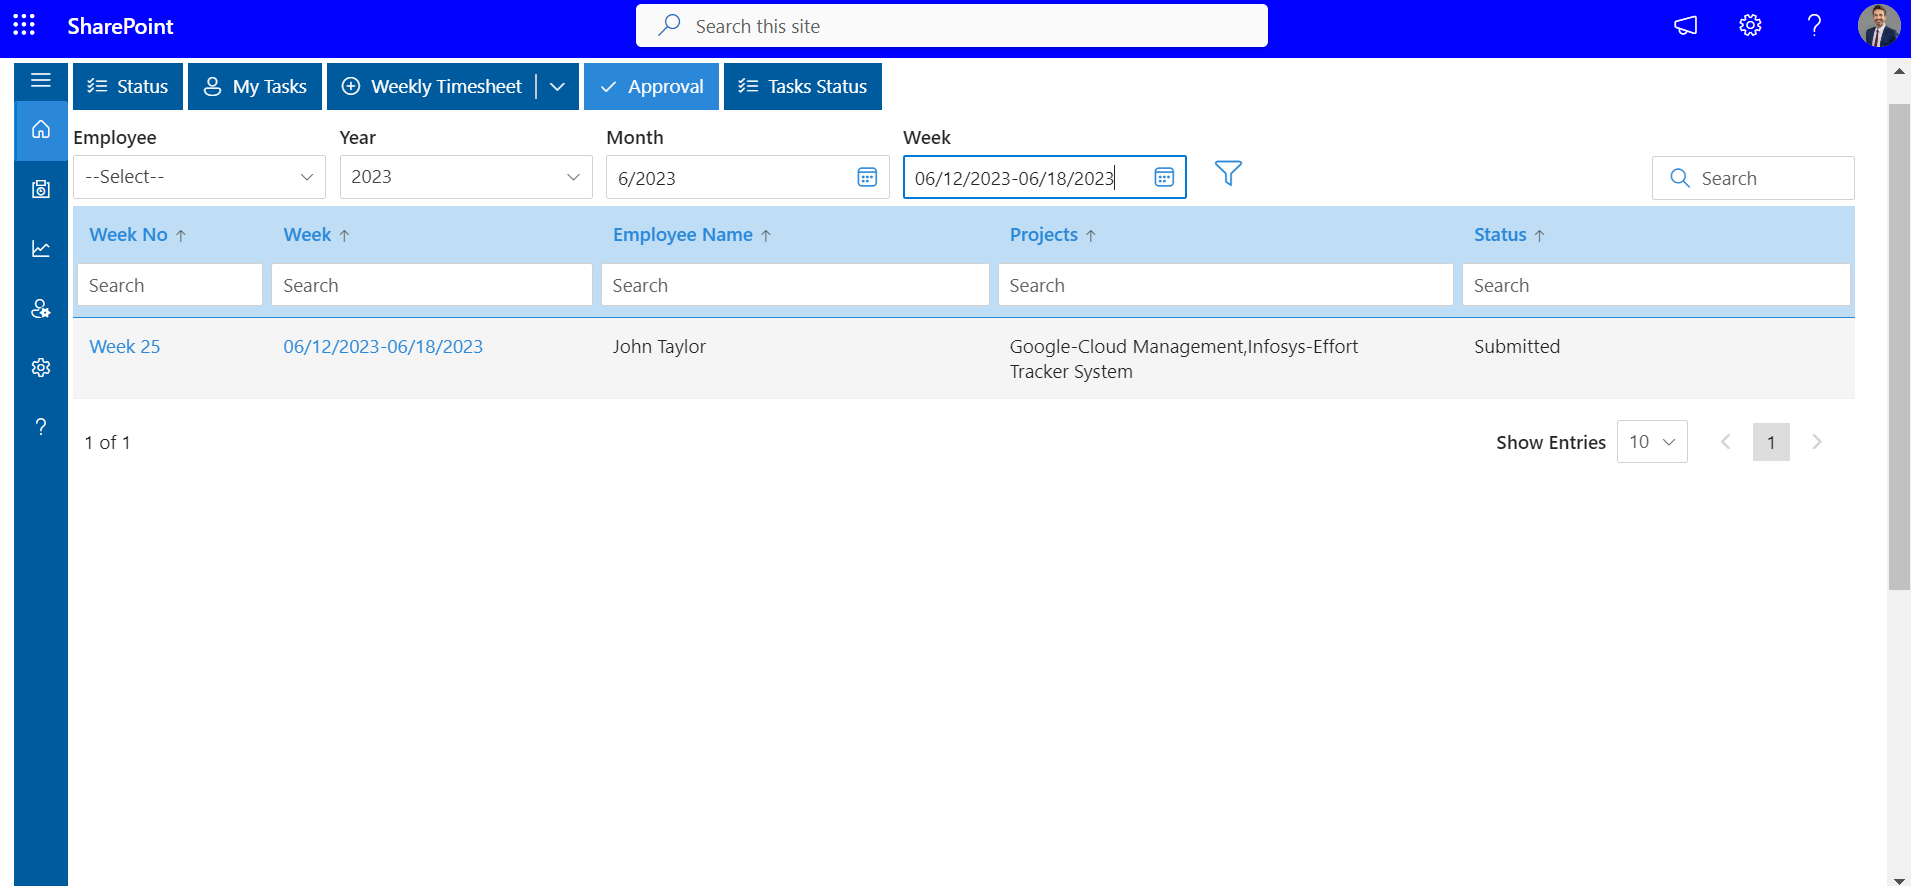 SharePoint
Search this site
Status My Tasks Weekly Timesheet Approval Tasks Status
Employee Year Month Week
--Select-- 2023 6/2023 06/12/2023-06/18/2023 Search
Week No Week Employee Name Projects Status
Search Search Search Search Search
Week 25 06/12/2023-06/18/2023 John Taylor Google-Cloud Management,Infosys-Effort Submitted
Tracker System
1 of 1 Show Entries 10 1